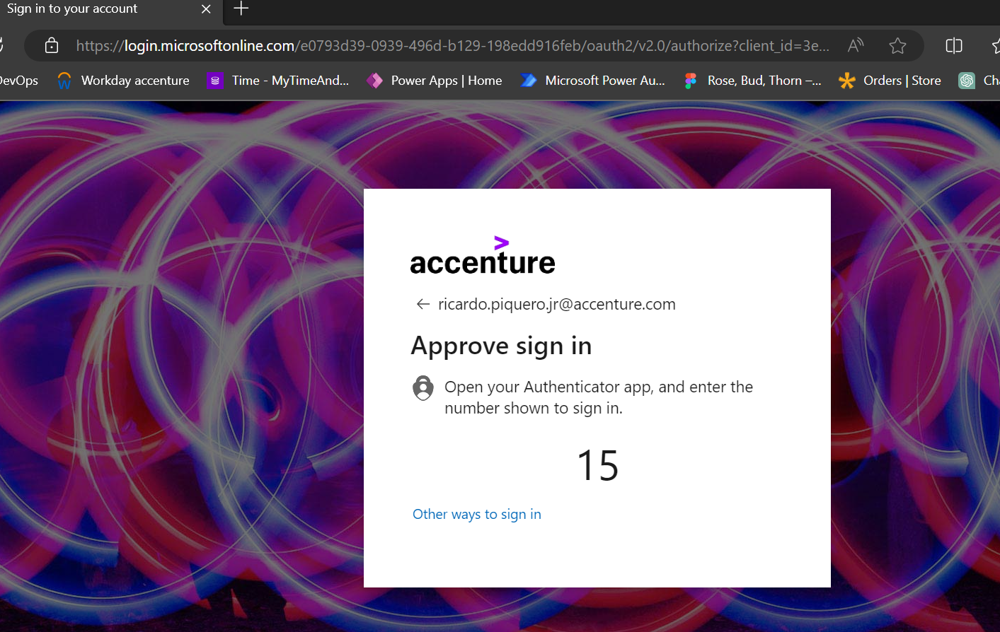 Sign in to your account
https://login.microsoftonline.com/e0793d39-0939-496d-b129-198edd916feb/oauth2/v2.0/authorize?client_id=3e...
DevOps Workday accenture Time - MyTimeAnd... Power Apps | Home Microsoft Power Au... Rose, Bud, Thorn –... Orders | Store Cha
accenture
ricardo.piquero.jr@accenture.com
Approve sign in
Open your Authenticator app, and enter the
number shown to sign in.
15
Other ways to sign in